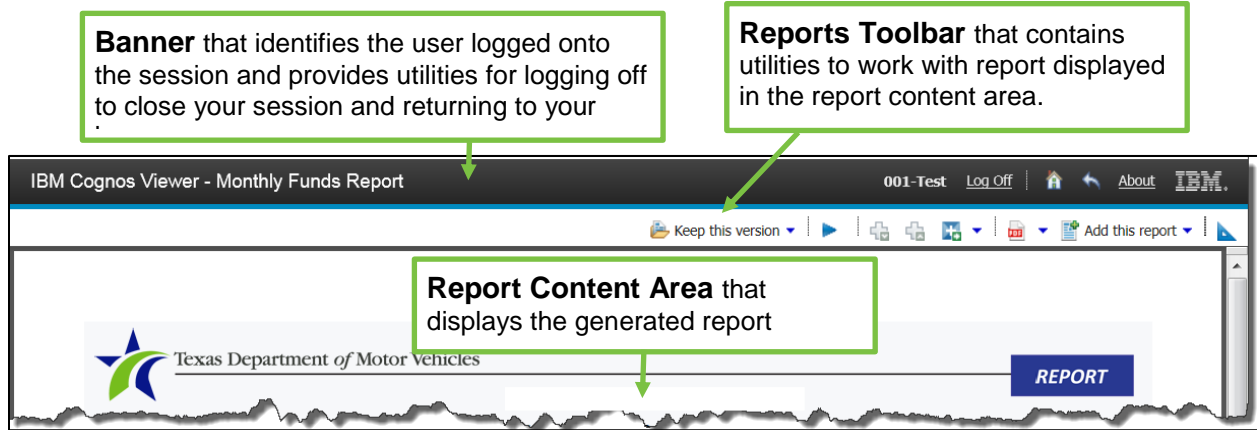 Banner that identifies the user logged onto
the session and provides utilities for logging off
to close your session and returning to your
Reports Toolbar that contains
utilities to work with report displayed
in the report content area.
IBM Cognos Viewer - Monthly Funds Report
001-Test Log Off About IBM.
Keep this version PDF Add this report
Report Content Area that
displays the generated report
Texas Department of Motor Vehicles
REPORT